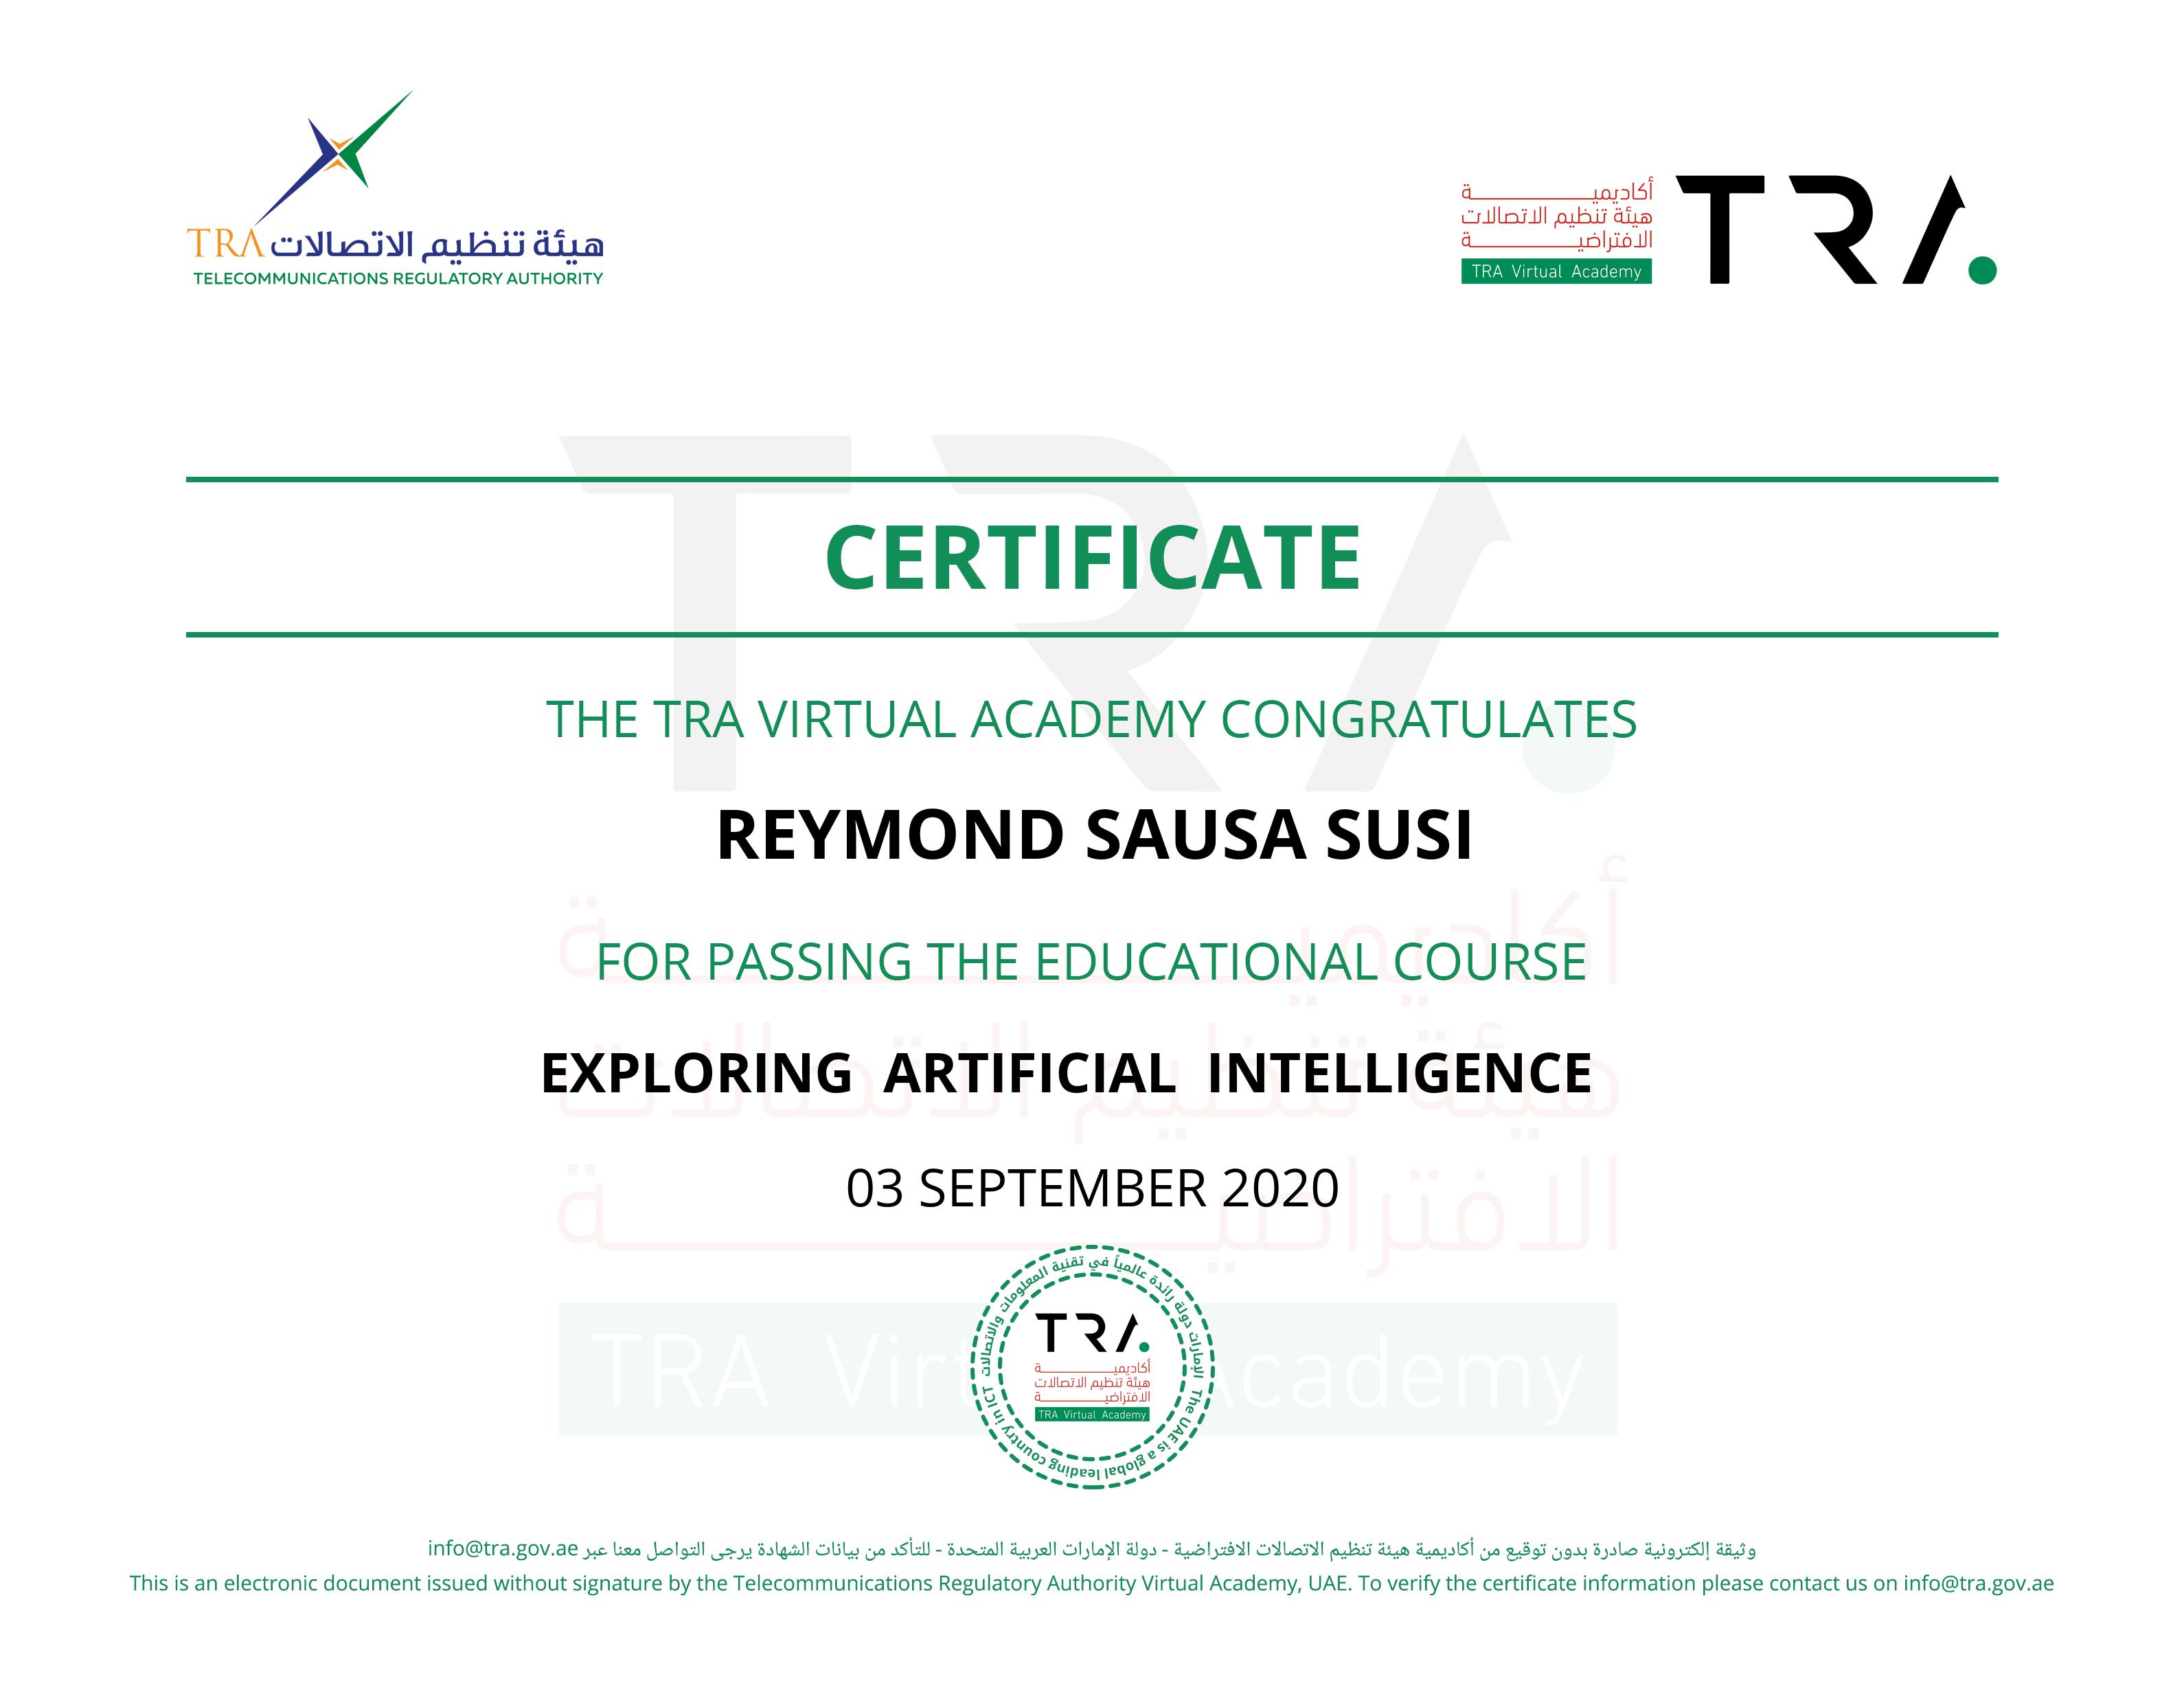 TRA هيئة تنظيم الاتصالات
TELECOMMUNICATIONS REGULATORY AUTHORITY
أكاديميـــــــة
هيئة تنظيم الاتصالات
الافتراضيـــــــة
TRA Virtual Academy
TRA
CERTIFICATE
THE TRA VIRTUAL ACADEMY CONGRATULATES
REYMOND SAUSA SUSI
FOR PASSING THE EDUCATIONAL COURSE
EXPLORING ARTIFICIAL INTELLIGENCE
03 SEPTEMBER 2020
الإمارات دولة رائدة عالمياً في تقنية المعلومات والاتصالات
The UAE is a global leading country in ICT
TRA
أكاديميـــــــة
هيئة تنظيم الاتصالات
الافتراضيـــــــة
TRA Virtual Academy
وثيقة إلكترونية صادرة بدون توقيع من أكاديمية هيئة تنظيم الاتصالات الافتراضية - دولة الإمارات العربية المتحدة - للتأكد من بيانات الشهادة يرجى التواصل معنا عبر info@tra.gov.ae
This is an electronic document issued without signature by the Telecommunications Regulatory Authority Virtual Academy, UAE. To verify the certificate information please contact us on info@tra.gov.ae